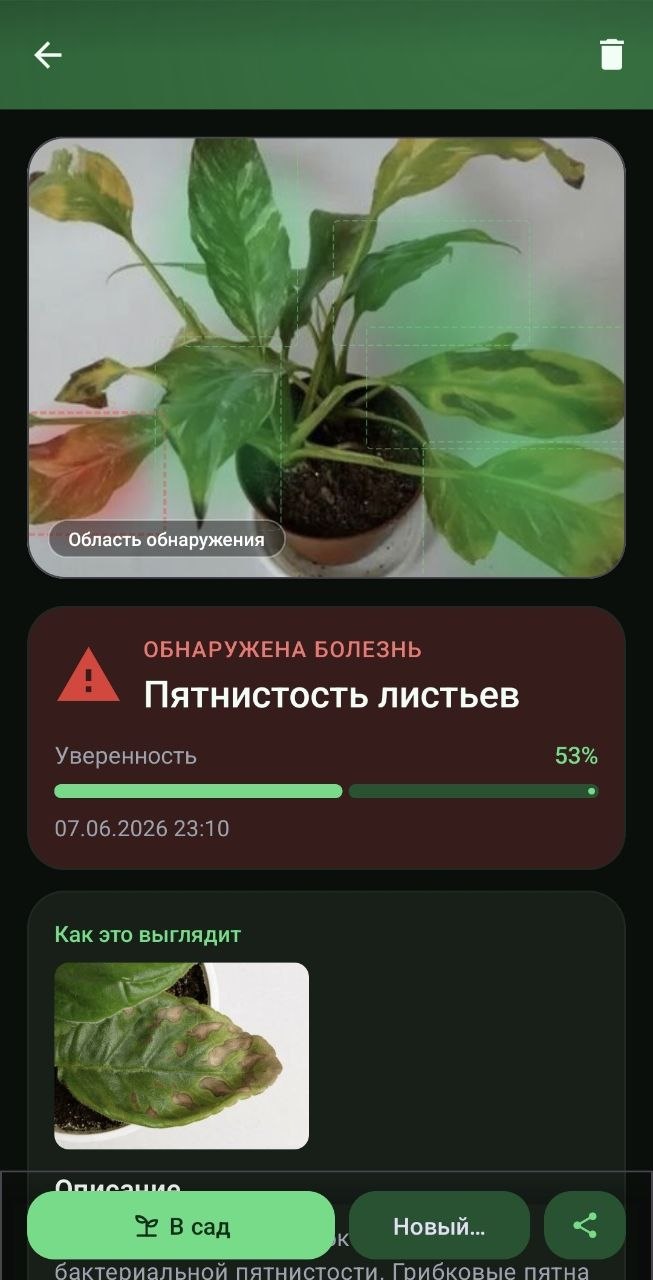 Область обнаружения
ОБНАРУЖЕНА БОЛЕЗНЬ
Пятнистость листьев
Уверенность 53%
07.06.2026 23:10
Как это выглядит
Описание
В сад Новый...
бактериальной пятнистости. Грибковые пятна